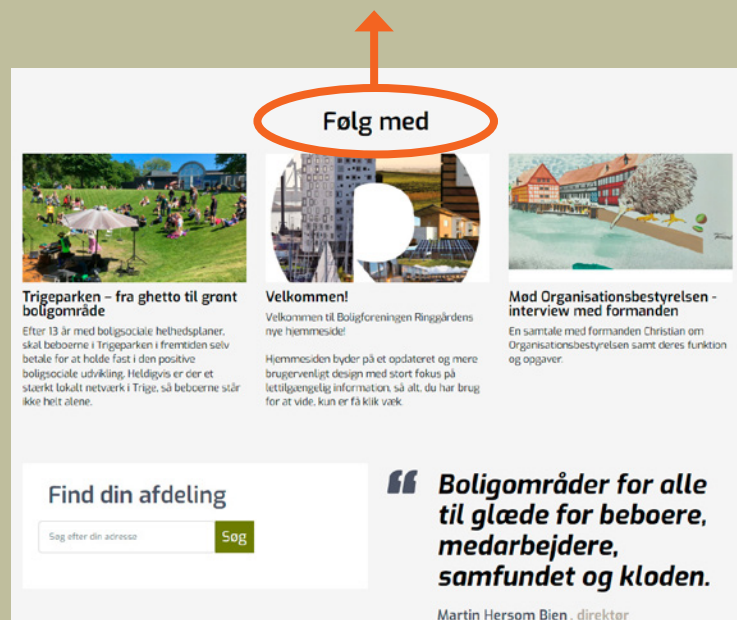 Følg med
Trigeparken – fra ghetto til grønt
boligområde
Efter 13 år med boligsociale helhedsplaner,
skal beboerne i Trigeparken i fremtiden selv
betale for at holde fast i den positive
boligsociale udvikling. Heldigvis er der et
stærkt lokalt netværk i Trige, så beboerne står
ikke helt alene.
Velkommen!
Velkommen til Boligforeningen Ringgårdens
nye hjemmeside!
Hjemmesiden byder på et opdateret og mere
brugervenligt design med stort fokus på
lettilgængelig information, så alt, du har brug
for at vide, kun er få klik væk.
Mød Organisationsbestyrelsen -
interview med formanden
En samtale med formanden Christian om
Organisationsbestyrelsen samt deres funktion
og opgaver.
Find din afdeling
Søg efter din adresse
Søg
Boligområder for alle
til glæde for beboere,
medarbejdere,
samfundet og kloden.
Martin Hersom Bien, direktør